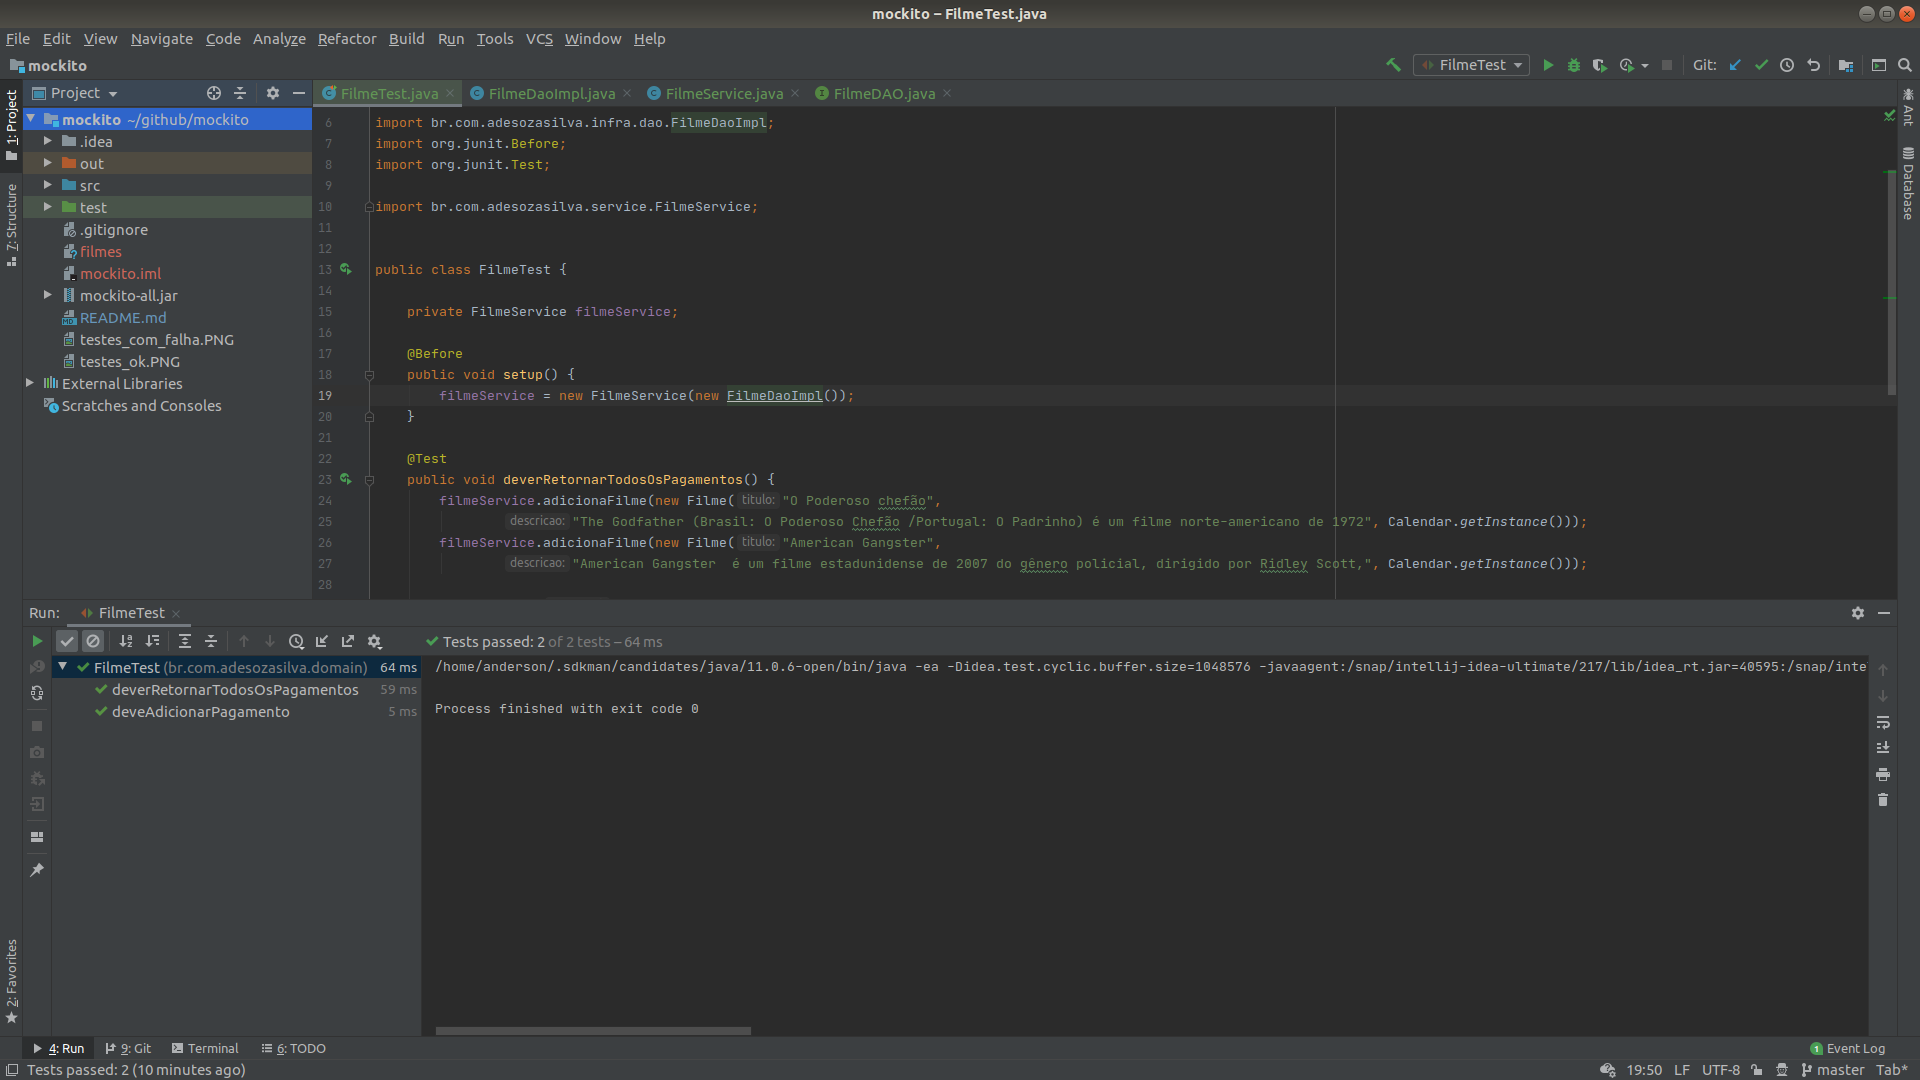 mockito – FilmeTest.java
File Edit View Navigate Code Analyze Refactor Build Run Tools VCS Window Help
mockito
FilmeTest
Git:
1: Project
7: Structure
2: Favorites
Project
mockito ~/github/mockito
.idea
out
src
test
.gitignore
filmes
mockito.iml
mockito-all.jar
README.md
testes_com_falha.PNG
testes_ok.PNG
External Libraries
Scratches and Consoles
FilmeTest.java FilmeDaoImpl.java FilmeService.java FilmeDAO.java
6 import br.com.adesozasilva.infra.dao.FilmeDaoImpl;
7 import org.junit.Before;
8 import org.junit.Test;
9
10 import br.com.adesozasilva.service.FilmeService;
11
12
13 public class FilmeTest {
14
15 private FilmeService filmeService;
16
17 @Before
18 public void setup() {
19 filmeService = new FilmeService(new FilmeDaoImpl());
20 }
21
22 @Test
23 public void deverRetornarTodosOsPagamentos() {
24 filmeService.adicionaFilme(new Filme( titulo: "O Poderoso chefão",
25 descricao: "The Godfather (Brasil: O Poderoso Chefão /Portugal: O Padrinho) é um filme norte-americano de 1972", Calendar.getInstance()));
26 filmeService.adicionaFilme(new Filme( titulo: "American Gangster",
27 descricao: "American Gangster  é um filme estadunidense de 2007 do gênero policial, dirigido por Ridley Scott,", Calendar.getInstance()));
28
Ant
Database
Run: FilmeTest
Tests passed: 2 of 2 tests – 64 ms
FilmeTest (br.com.adesozasilva.domain) 64 ms
deverRetornarTodosOsPagamentos 59 ms
deveAdicionarPagamento 5 ms
/home/anderson/.sdkman/candidates/java/11.0.6-open/bin/java -ea -Didea.test.cyclic.buffer.size=1048576 -javaagent:/snap/intellij-idea-ultimate/217/lib/idea_rt.jar=40595:/snap/inte
Process finished with exit code 0
4: Run 9: Git Terminal 6: TODO
1 Event Log
Tests passed: 2 (10 minutes ago)
19:50 LF UTF-8 master Tab*